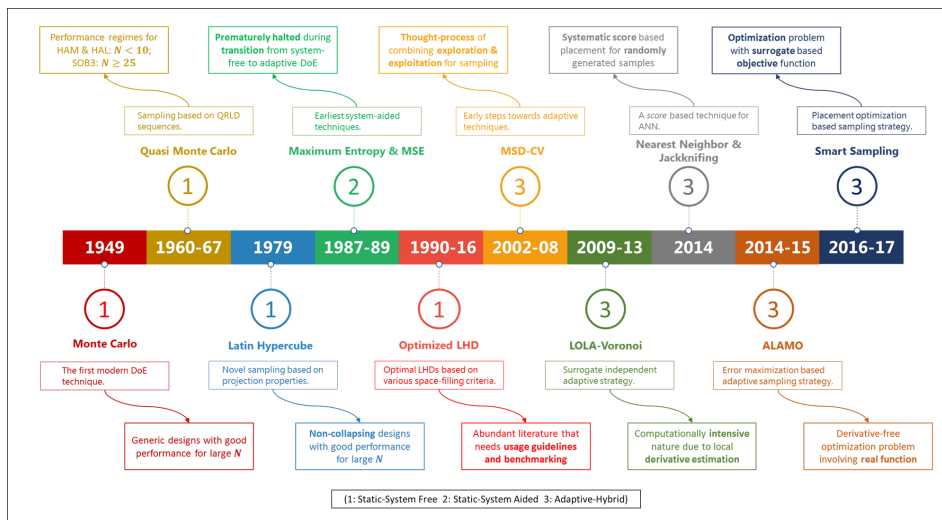 Performance regimes for
HAM & HAL: N < 10;
SOB3: N ≥ 25
Prematurely halted during
transition from system-
free to adaptive DoE
Thought-process of
combining exploration &
exploitation for sampling
Systematic score based
placement for randomly
generated samples
Optimization problem
with surrogate based
objective function
Sampling based on QRLD
sequences.
Earliest system-aided
techniques.
Early steps towards adaptive
techniques.
A score based technique for
ANN.
Placement optimization
based sampling strategy.
Quasi Monte Carlo
Maximum Entropy & MSE
MSD-CV
Nearest Neighbor &
Jackknifing
Smart Sampling
1
2
3
3
3
1949
1960-67
1979
1987-89
1990-16
2002-08
2009-13
2014
2014-15
2016-17
1
1
1
3
3
Monte Carlo
Latin Hypercube
Optimized LHD
LOLA-Voronoi
ALAMO
The first modern DoE
technique.
Novel sampling based on
projection properties.
Optimal LHDs based on
various space-filling criteria.
Surrogate independent
adaptive strategy.
Error maximization based
adaptive sampling strategy.
Generic designs with good
performance for large N
Non-collapsing designs
with good performance
for large N
Abundant literature that
needs usage guidelines
and benchmarking
Computationally intensive
nature due to local
derivative estimation
Derivative-free
optimization problem
involving real function
(1: Static-System Free 2: Static-System Aided 3: Adaptive-Hybrid)